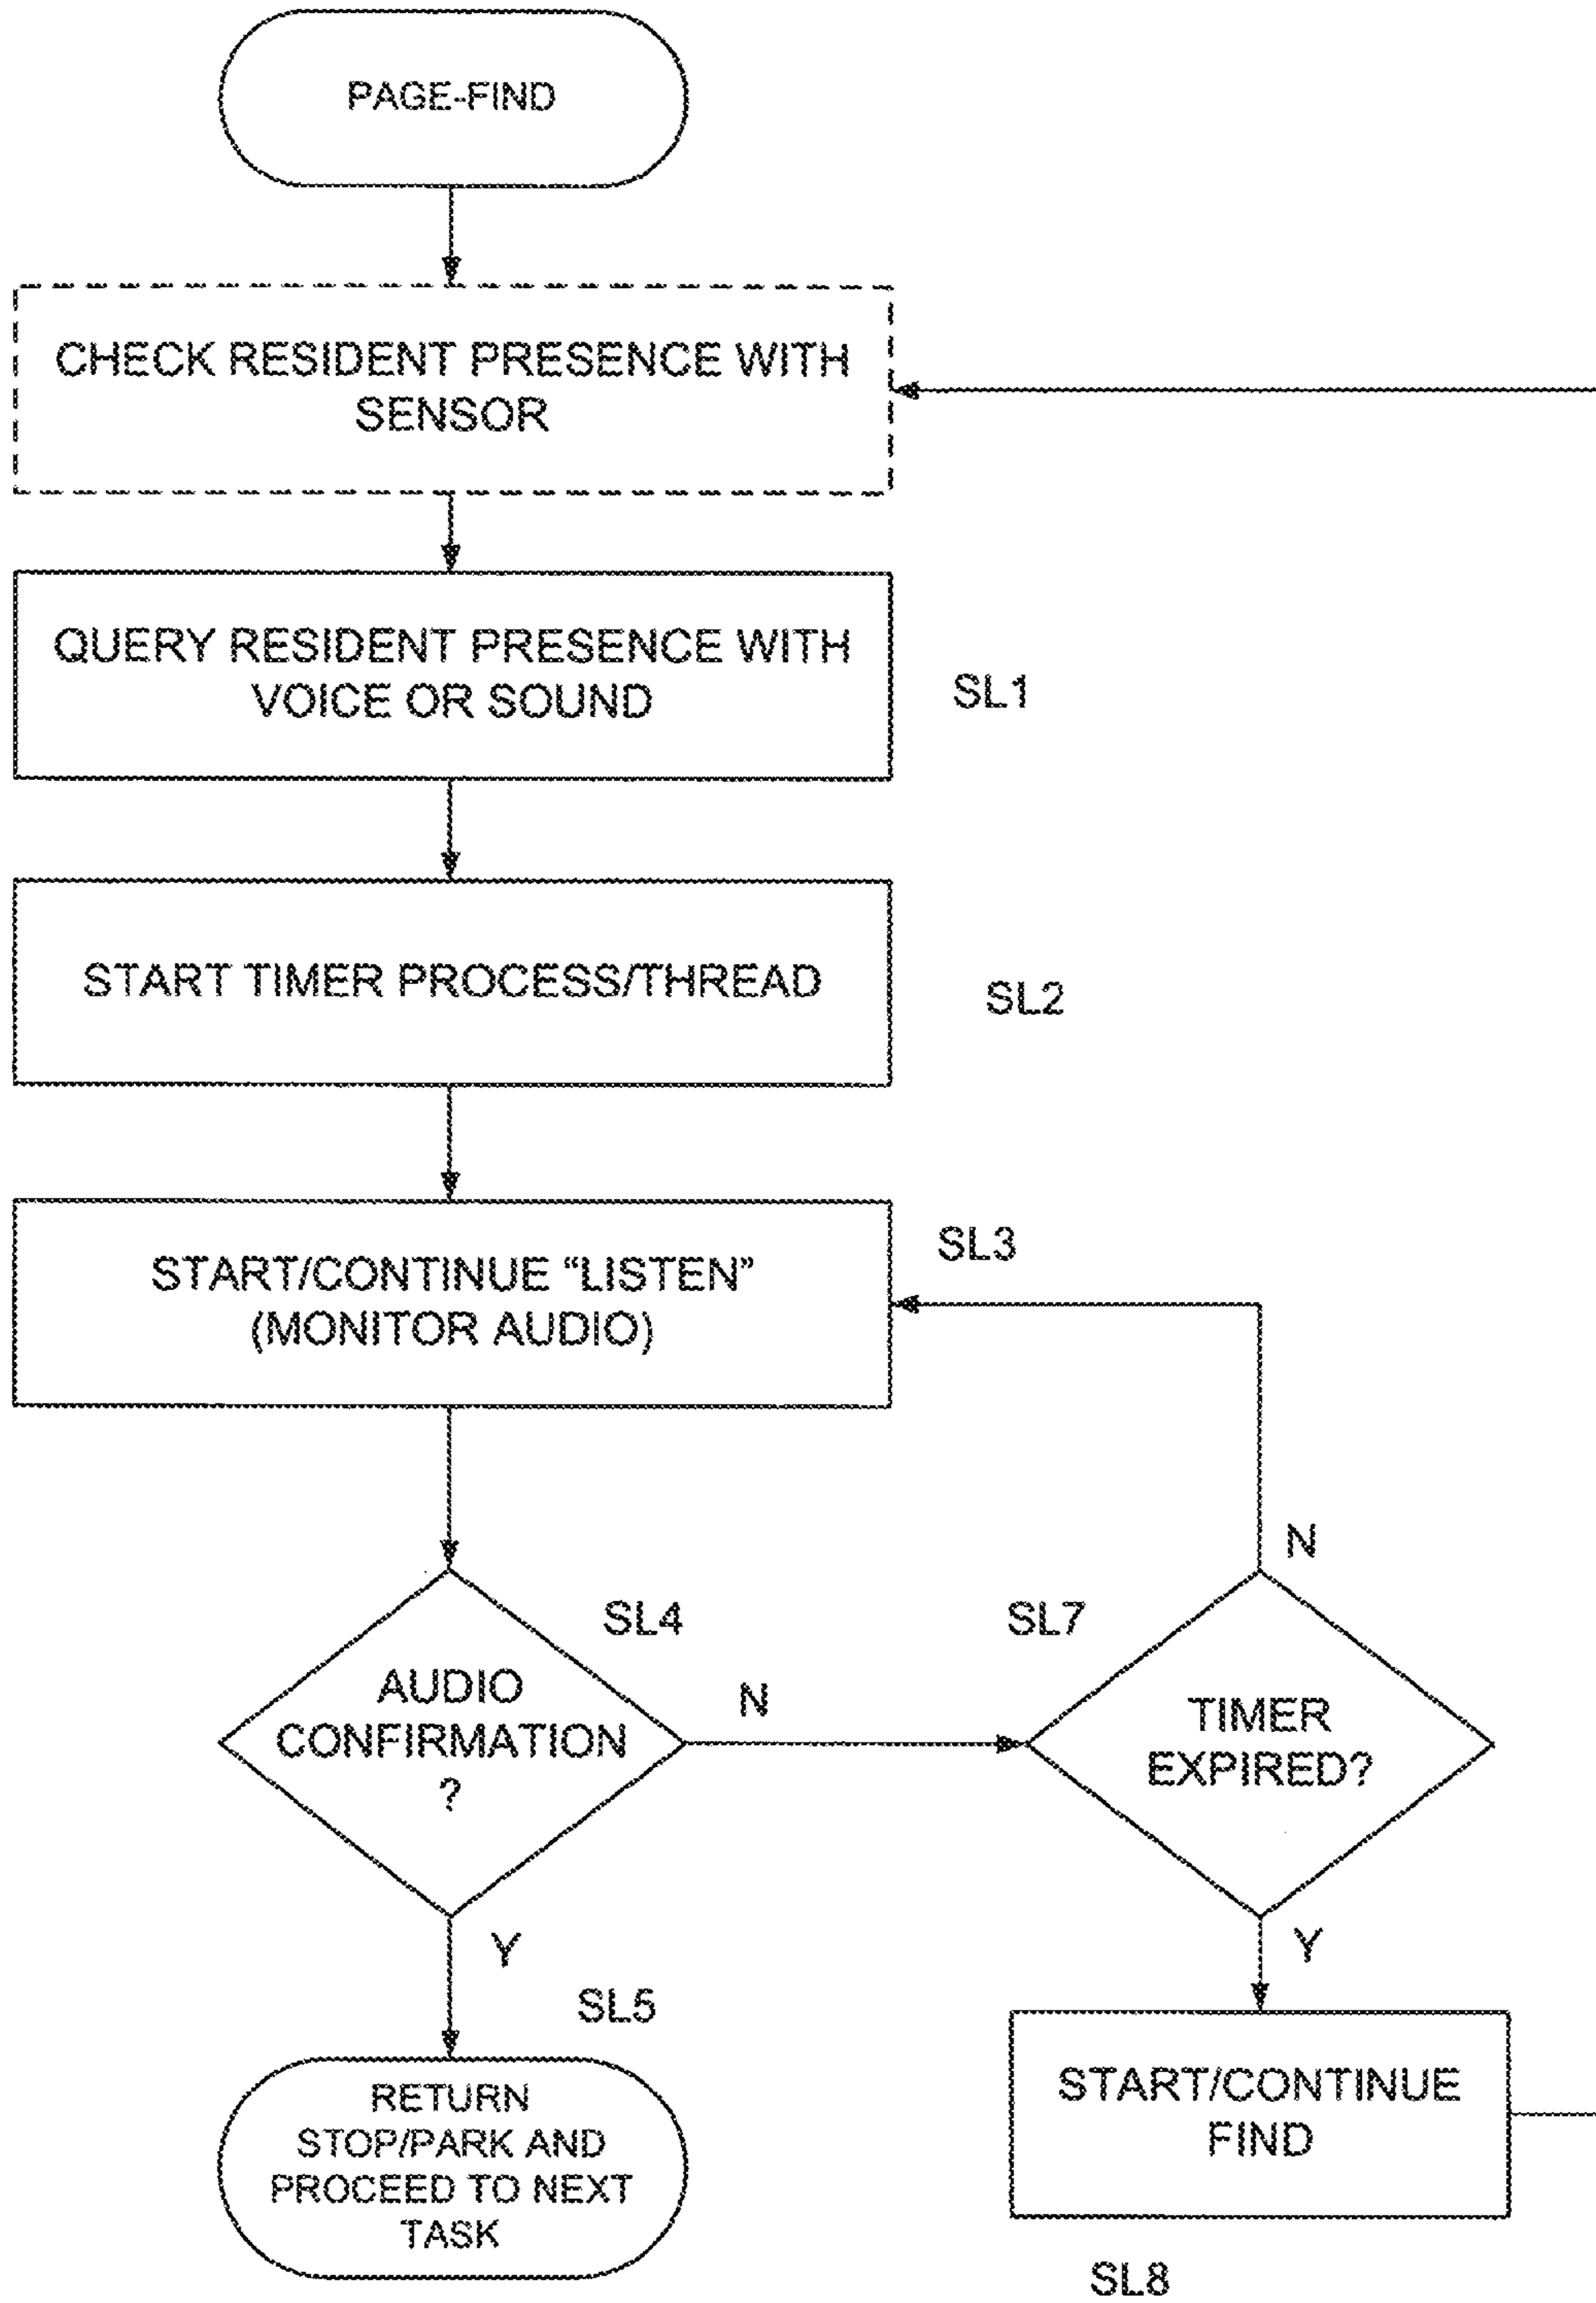 PAGE-FIND
CHECK RESIDENT PRESENCE WITH
SENSOR
QUERY RESIDENT PRESENCE WITH
VOICE OR SOUND
SL1
START TIMER PROCESS/THREAD
SL2
START/CONTINUE “LISTEN”
(MONITOR AUDIO)
SL3
AUDIO
CONFIRMATION
?
SL4
N
Y
SL7
TIMER
EXPIRED?
N
Y
SL5
RETURN
STOP/PARK AND
PROCEED TO NEXT
TASK
START/CONTINUE
FIND
SL8